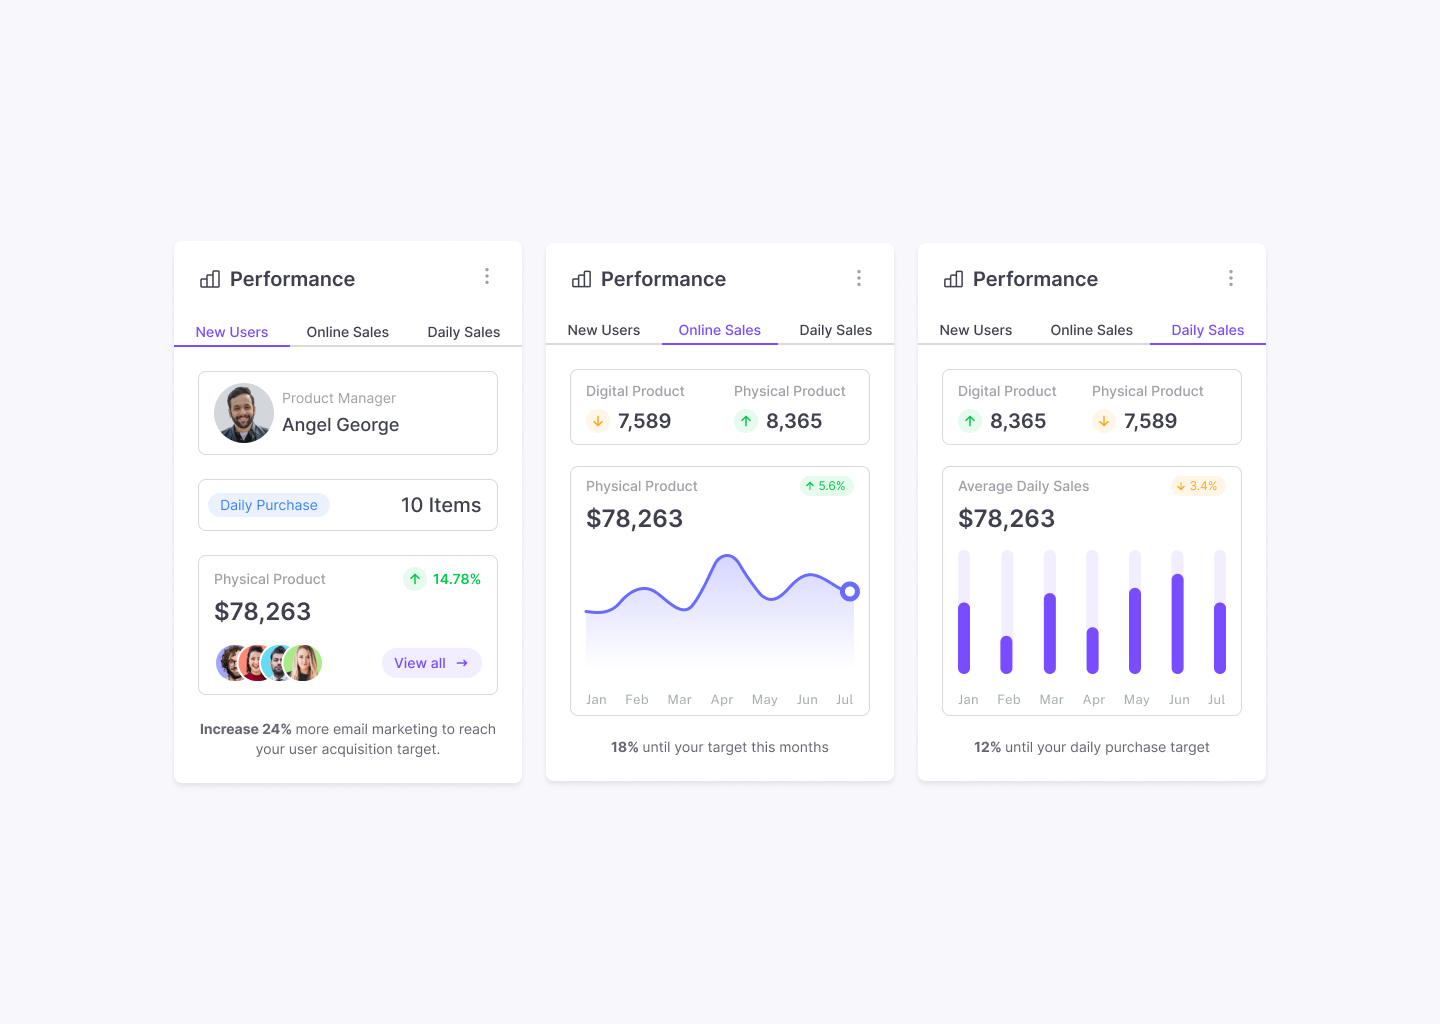 Performance
New Users Online Sales Daily Sales
Product Manager
Angel George
Daily Purchase 10 Items
Physical Product 14.78%
$78,263
View all
Increase 24% more email marketing to reach
your user acquisition target.
Performance
New Users Online Sales Daily Sales
Digital Product Physical Product
7,589 8,365
Physical Product 5.6%
$78,263
Jan Feb Mar Apr May Jun Jul
18% until your target this months
Performance
New Users Online Sales Daily Sales
Digital Product Physical Product
8,365 7,589
Average Daily Sales 3.4%
$78,263
Jan Feb Mar Apr May Jun Jul
12% until your daily purchase target